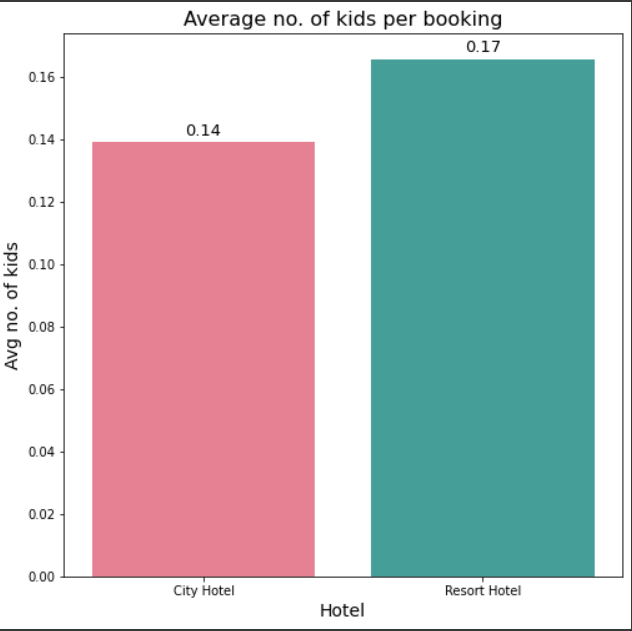 Average no. of kids per booking
0.17
0.14
Avg no. of kids
0.16
0.14
0.12
0.10
0.08
0.06
0.04
0.02
0.00
City Hotel
Resort Hotel
Hotel